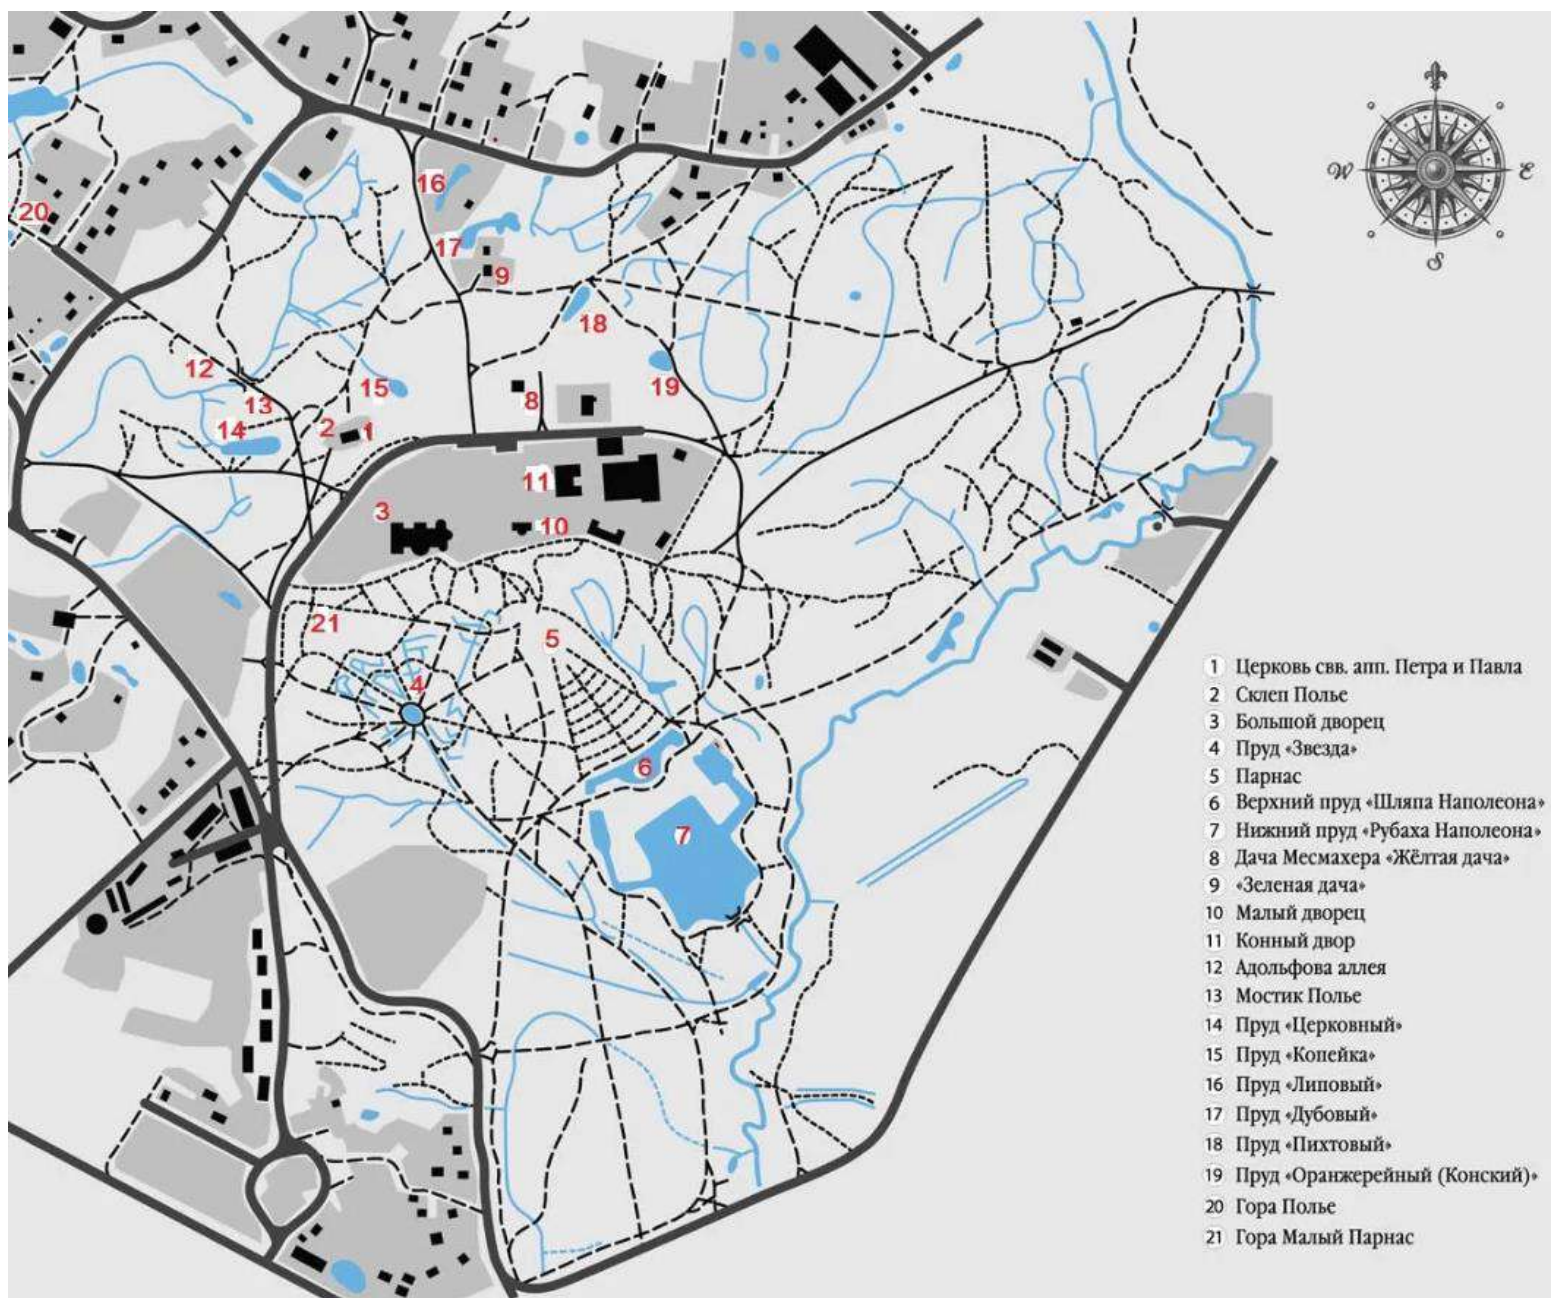 W
E
S
16
20
17
9
18
12
15
19
13
8
14
2
1
11
3
10
21
5
4
6
7
1 Церковь свв. апп. Петра и Павла
2 Склеп Полье
3 Большой дворец
4 Пруд «Звезда»
5 Парнас
6 Верхний пруд «Шляпа Наполеона»
7 Нижний пруд «Рубаха Наполеона»
8 Дача Месмахера «Жёлтая дача»
9 «Зеленая дача»
10 Малый дворец
11 Конный двор
12 Адольфова аллея
13 Мостик Полье
14 Пруд «Церковный»
15 Пруд «Копейка»
16 Пруд «Липовый»
17 Пруд «Дубовый»
18 Пруд «Пихтовый»
19 Пруд «Оранжерейный (Конский)»
20 Гора Полье
21 Гора Малый Парнас